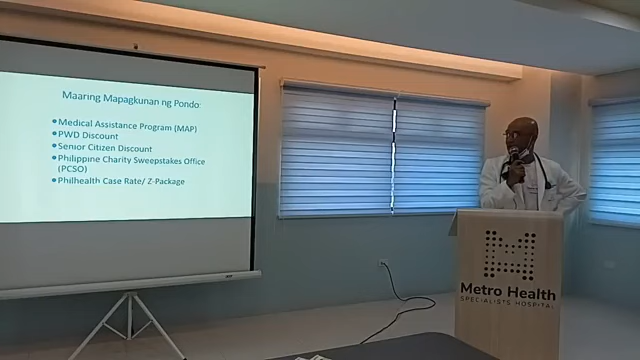 Maaring Mapagkunan ng Pondo:
Medical Assistance Program (MAP)
PWD Discount
Senior Citizen Discount
Philippine Charity Sweepstakes Office
(PCSO)
Philhealth Case Rate/ Z-Package
Metro Health
SPECIALISTS HOSPITAL